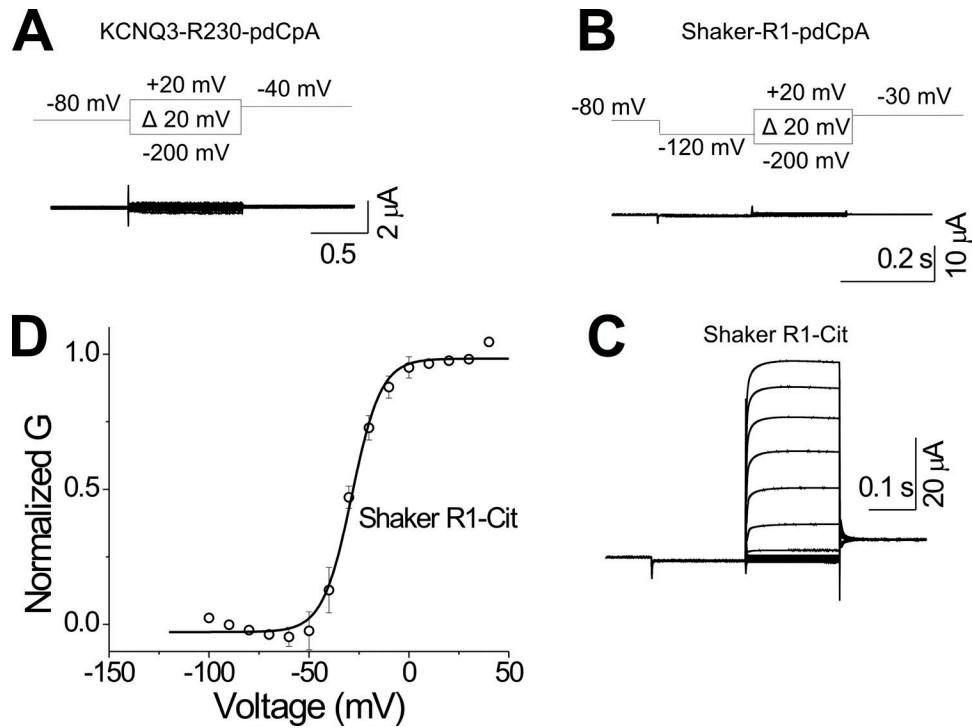 A
KCNQ3-R230-pdCpA
+20 mV
-80 mV
-40 mV
Δ 20 mV
-200 mV
0.5
2 μA
B
Shaker-R1-pdCpA
+20 mV
-80 mV
-30 mV
Δ 20 mV
-120 mV
-200 mV
0.2 s
10 μA
D
1.0
0.5
0.0
Normalized G
Shaker R1-Cit
-150
-100
-50
0
50
Voltage (mV)
C
Shaker R1-Cit
0.1 s
20 μA